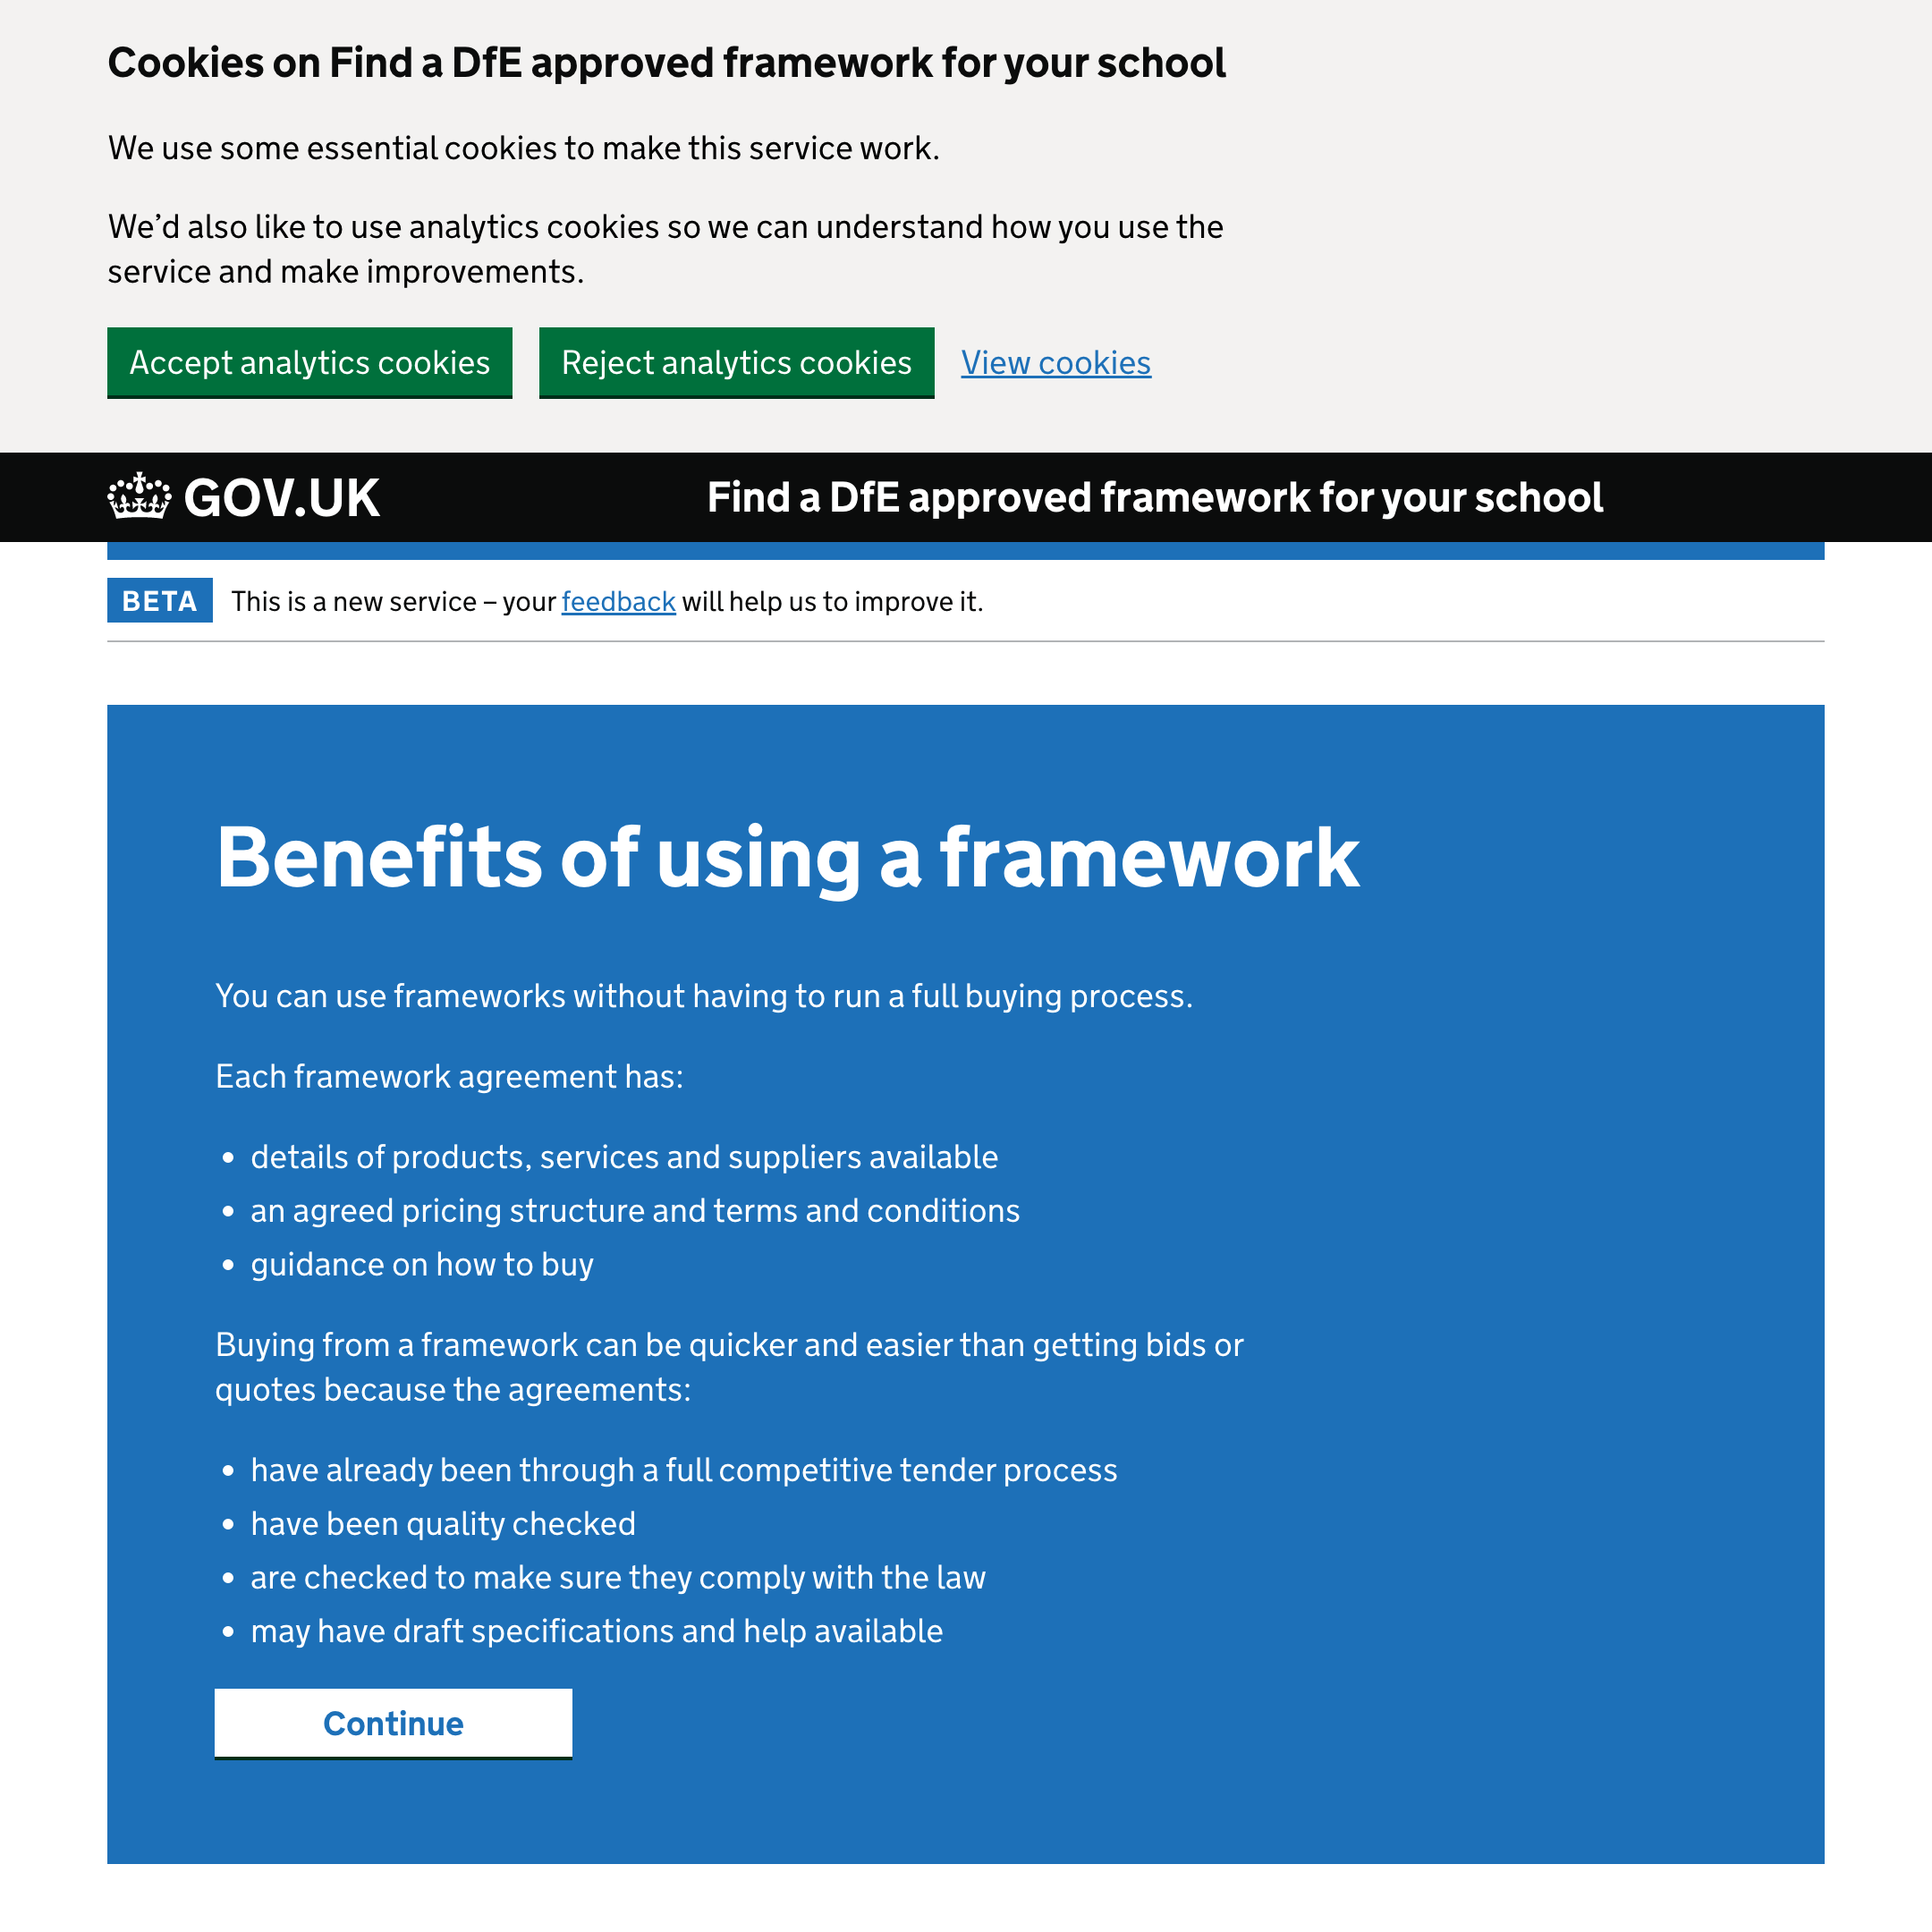 Cookies on Find a DfE approved framework for your school
We use some essential cookies to make this service work.
We’d also like to use analytics cookies so we can understand how you use the
service and make improvements.
Accept analytics cookies Reject analytics cookies View cookies
GOV.UK Find a DfE approved framework for your school
BETA This is a new service – your feedback will help us to improve it.
Benefits of using a framework
You can use frameworks without having to run a full buying process.
Each framework agreement has:
• details of products, services and suppliers available
• an agreed pricing structure and terms and conditions
• guidance on how to buy
Buying from a framework can be quicker and easier than getting bids or
quotes because the agreements:
• have already been through a full competitive tender process
• have been quality checked
• are checked to make sure they comply with the law
• may have draft specifications and help available
Continue